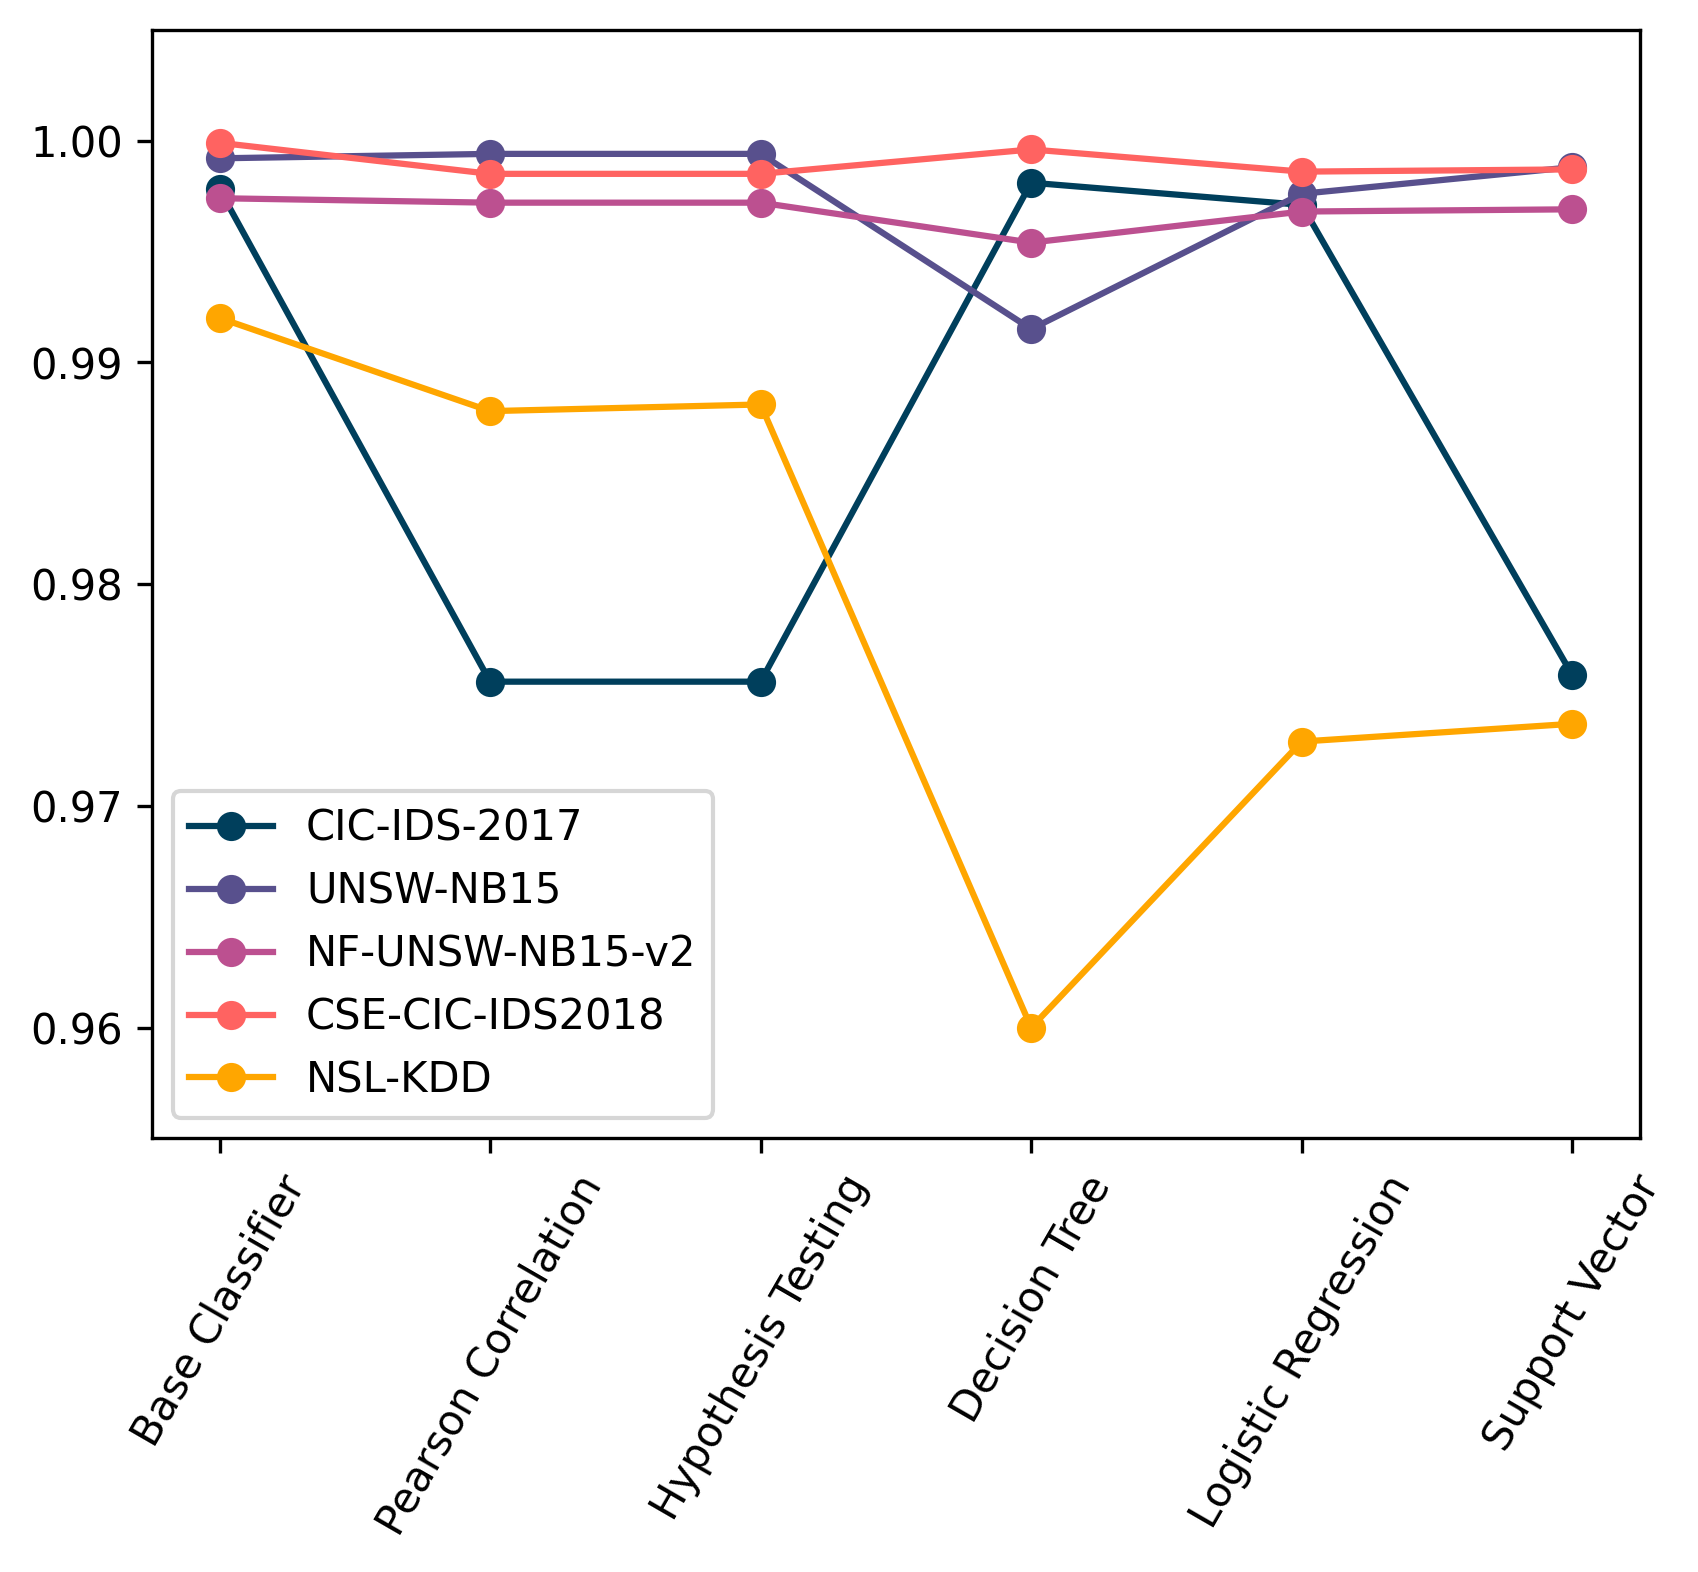 1.00
0.99
0.98
0.97
0.96
CIC-IDS-2017
UNSW-NB15
NF-UNSW-NB15-v2
CSE-CIC-IDS2018
NSL-KDD
Base Classifier
Pearson Correlation
Hypothesis Testing
Decision Tree
Logistic Regression
Support Vector